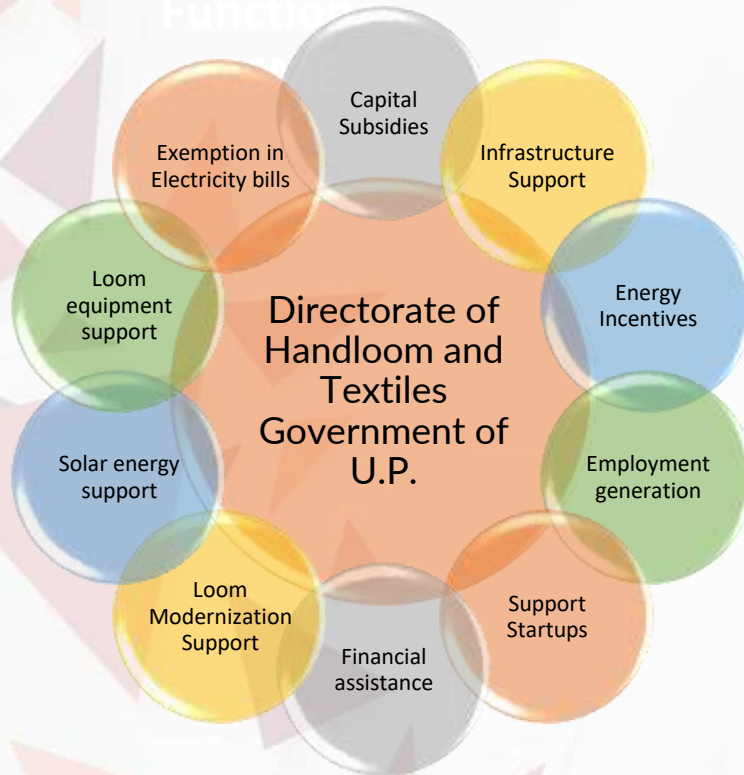 Function
Capital
Subsidies
Infrastructure
Support
Energy
Incentives
Employment
generation
Support
Startups
Financial
assistance
Loom
Modernization
Support
Solar energy
support
Loom
equipment
support
Exemption in
Electricity bills
Directorate of
Handloom and
Textiles
Government of
U.P.